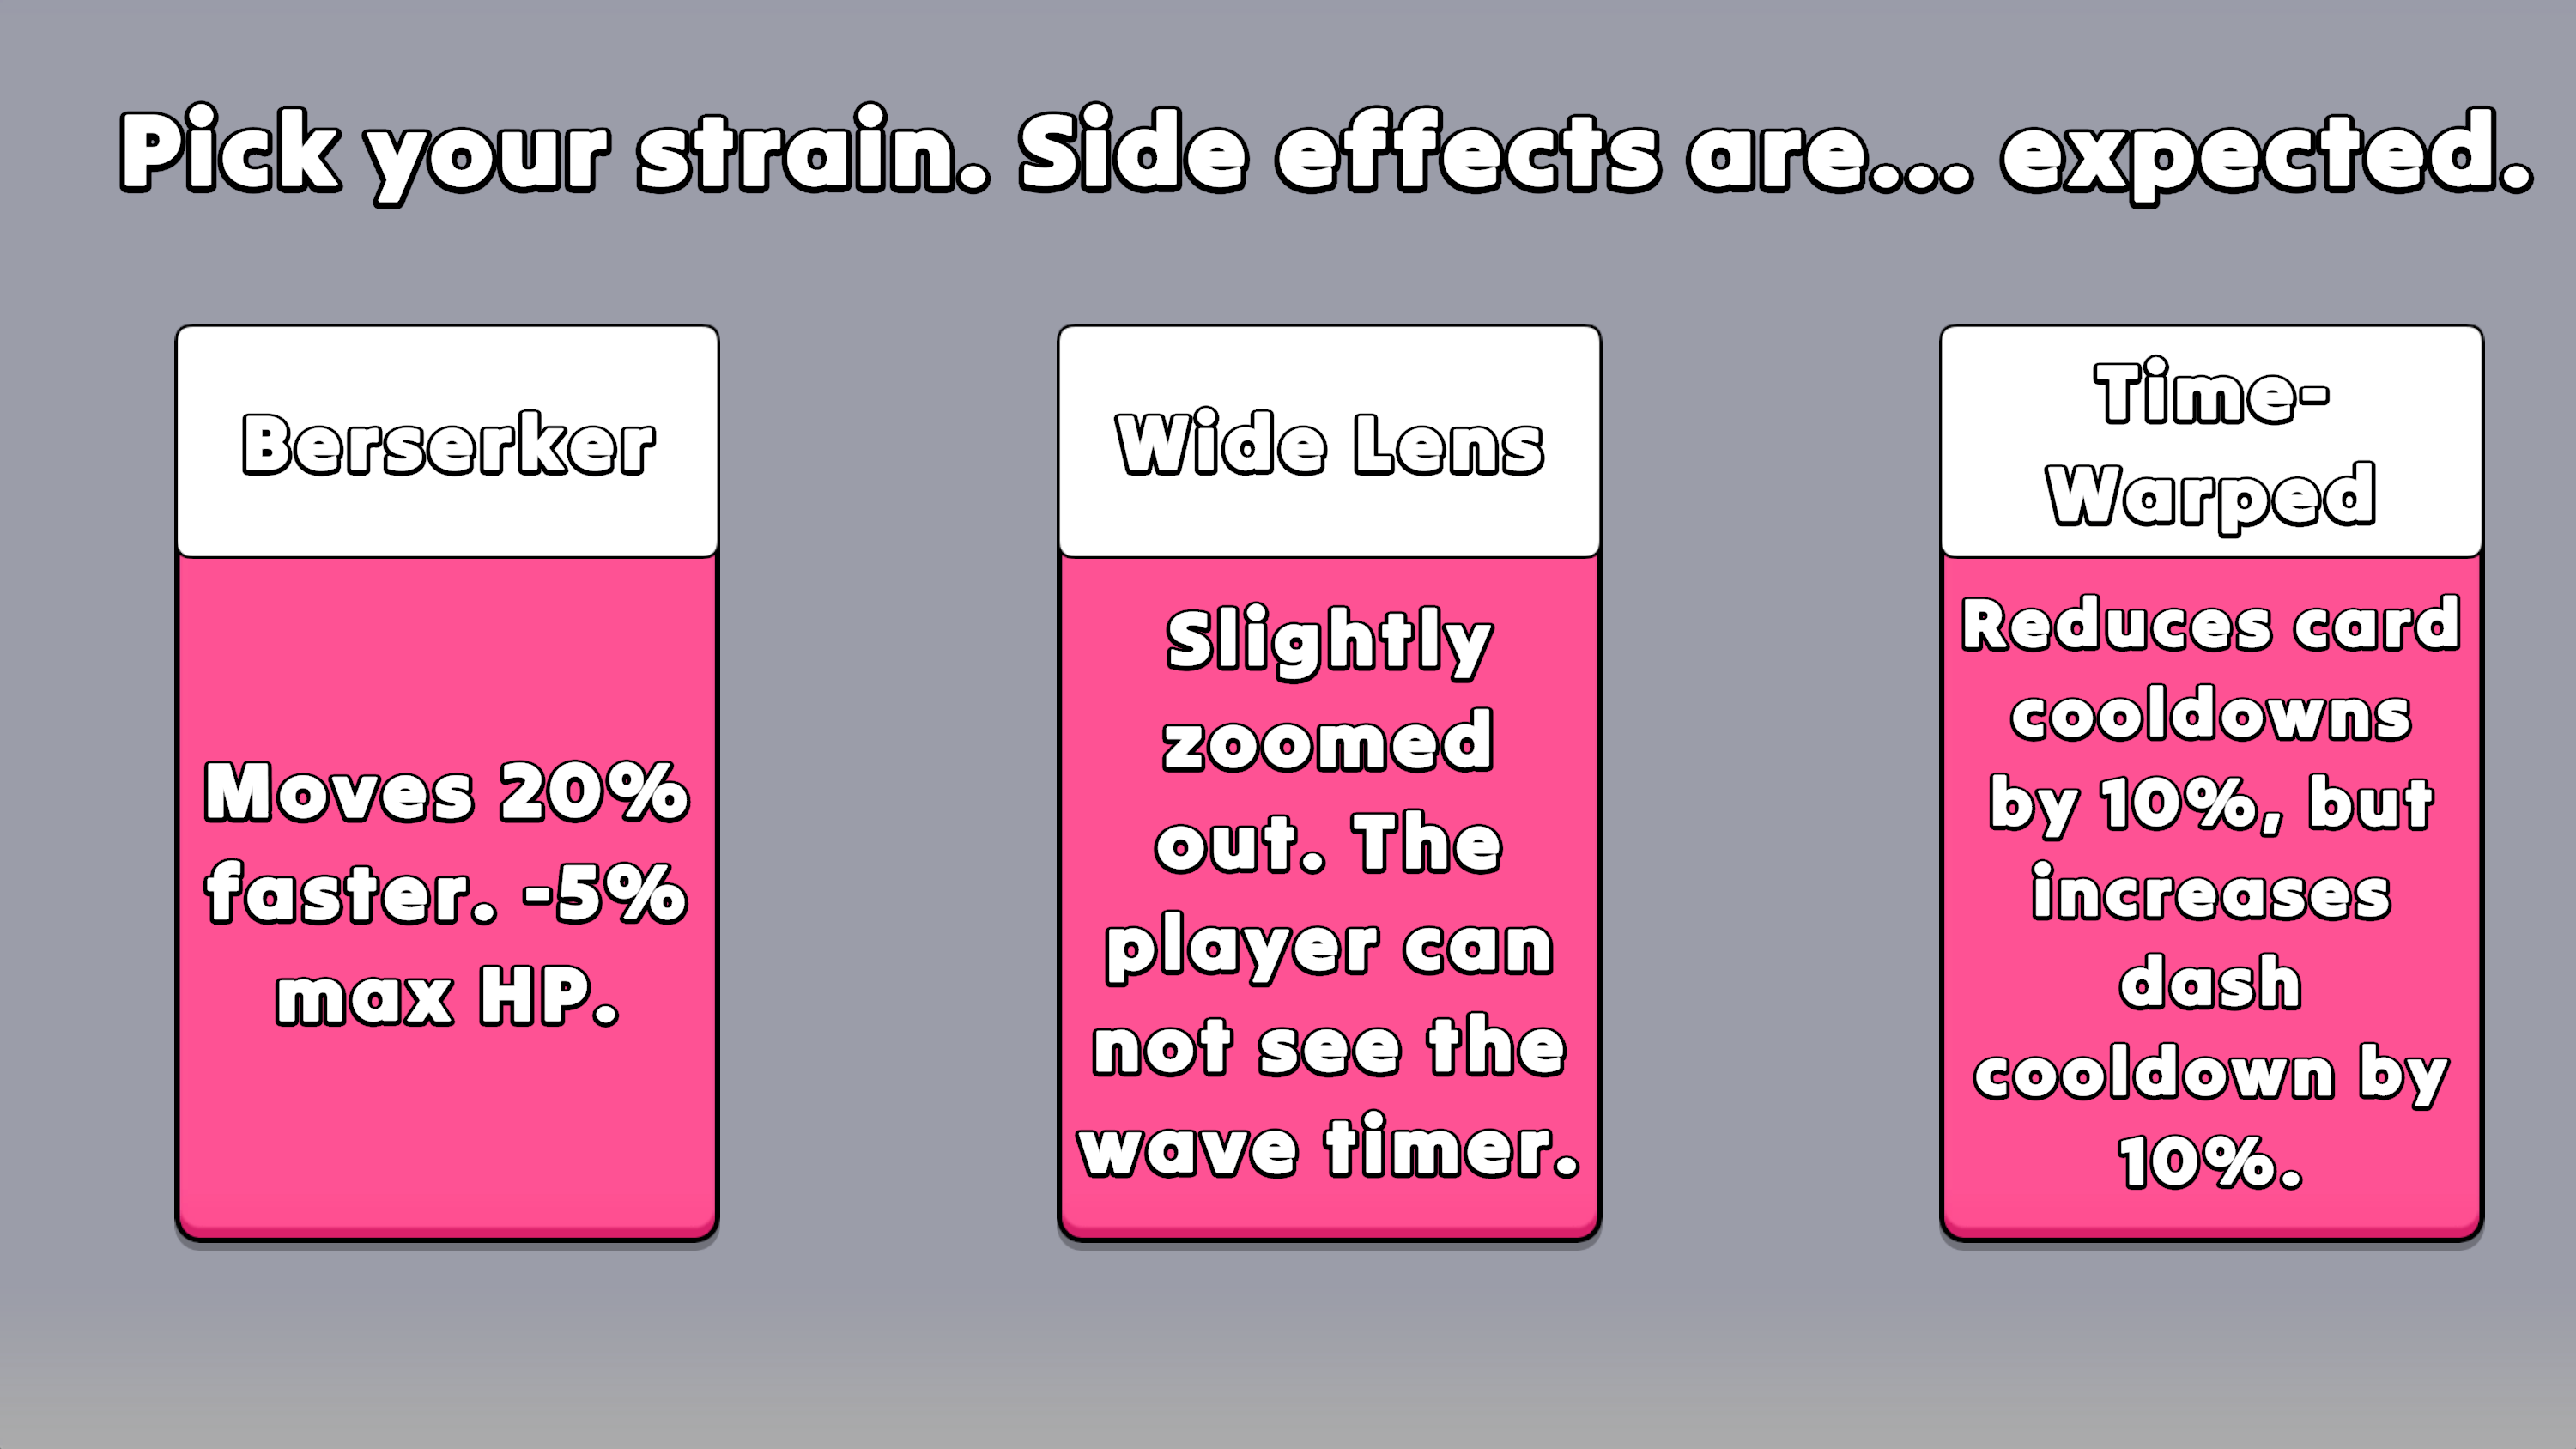 Pick your strain. Side effects are... expected.
Berserker
Moves 20%
faster. -5%
max HP.
Wide Lens
Slightly
zoomed
out. The
player can
not see the
wave timer.
Time-
Warped
Reduces card
cooldowns
by 10%, but
increases
dash
cooldown by
10%.